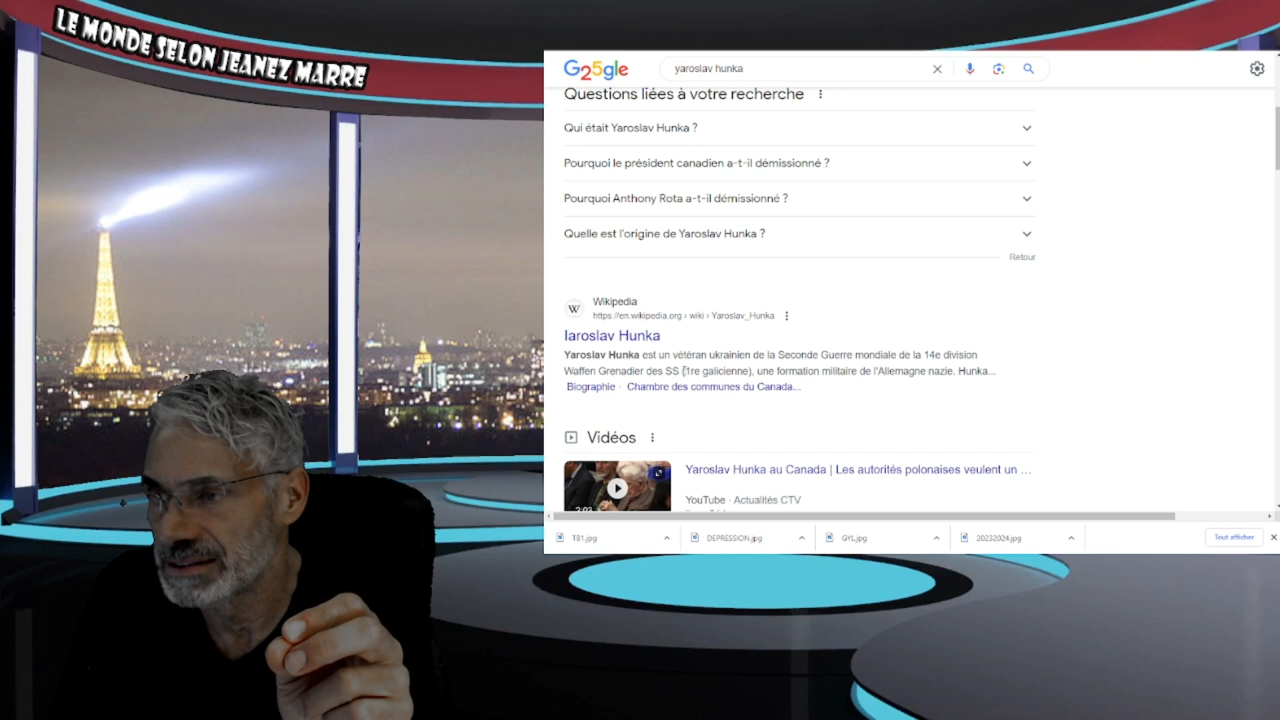 LE MONDE SELON JEANEZ MARRE
G25gle
yaroslav hunka
Questions liées à votre recherche
Qui était Yaroslav Hunka ?
Pourquoi le président canadien a-t-il démissionné ?
Pourquoi Anthony Rota a-t-il démissionné ?
Quelle est l'origine de Yaroslav Hunka ?
Retour
W
Wikipedia
https://en.wikipedia.org › wiki › Yaroslav_Hunka
Iaroslav Hunka
Yaroslav Hunka est un vétéran ukrainien de la Seconde Guerre mondiale de la 14e division
Waffen Grenadier des SS (1re galicienne), une formation militaire de l'Allemagne nazie. Hunka...
Biographie · Chambre des communes du Canada...
Vidéos
Yaroslav Hunka au Canada | Les autorités polonaises veulent un ...
2:03
YouTube · Actualités CTV
TB1.jpg
DEPRESSION.jpg
GYL.jpg
20232024.jpg
Tout afficher